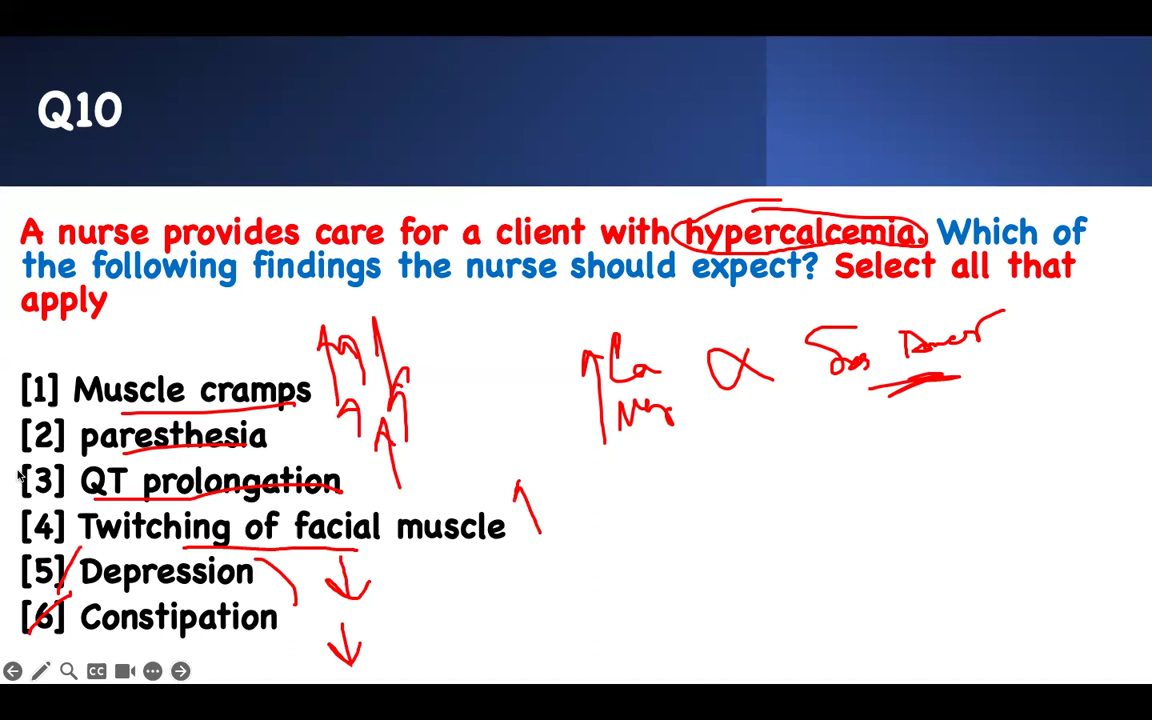 Q10
A nurse provides care for a client with hypercalcemia. Which of
the following findings the nurse should expect? Select all that
apply
[1] Muscle cramps
[2] paresthesia
[3] QT prolongation
[4] Twitching of facial muscle
[5] Depression
[6] Constipation
Ca
CC